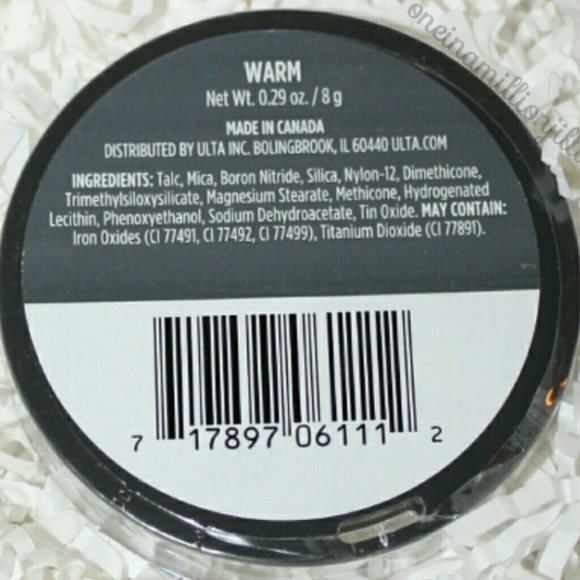 oneinamillionjill
WARM
Net Wt. 0.29 oz. / 8 g
MADE IN CANADA
DISTRIBUTED BY ULTA INC. BOLINGBROOK, IL 60440 ULTA.COM
INGREDIENTS: Talc, Mica, Boron Nitride, Silica, Nylon-12, Dimethicone,
Trimethylsiloxysilicate, Magnesium Stearate, Methicone, Hydrogenated
Lecithin, Phenoxyethanol, Sodium Dehydroacetate, Tin Oxide. MAY CONTAIN:
Iron Oxides (CI 77491, CI 77492, CI 77499), Titanium Dioxide (CI 77891).
7 17897 06111 2